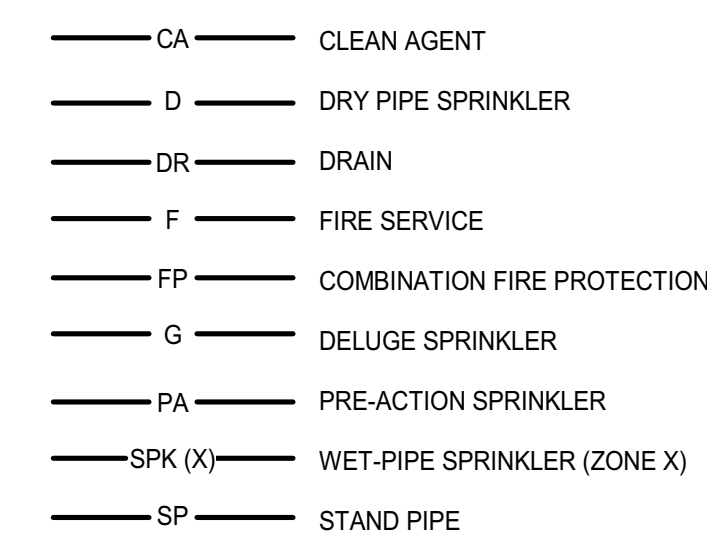 CA CLEAN AGENT
D DRY PIPE SPRINKLER
DR DRAIN
F FIRE SERVICE
FP COMBINATION FIRE PROTECTION
G DELUGE SPRINKLER
PA PRE-ACTION SPRINKLER
SPK (X) WET-PIPE SPRINKLER (ZONE X)
SP STAND PIPE